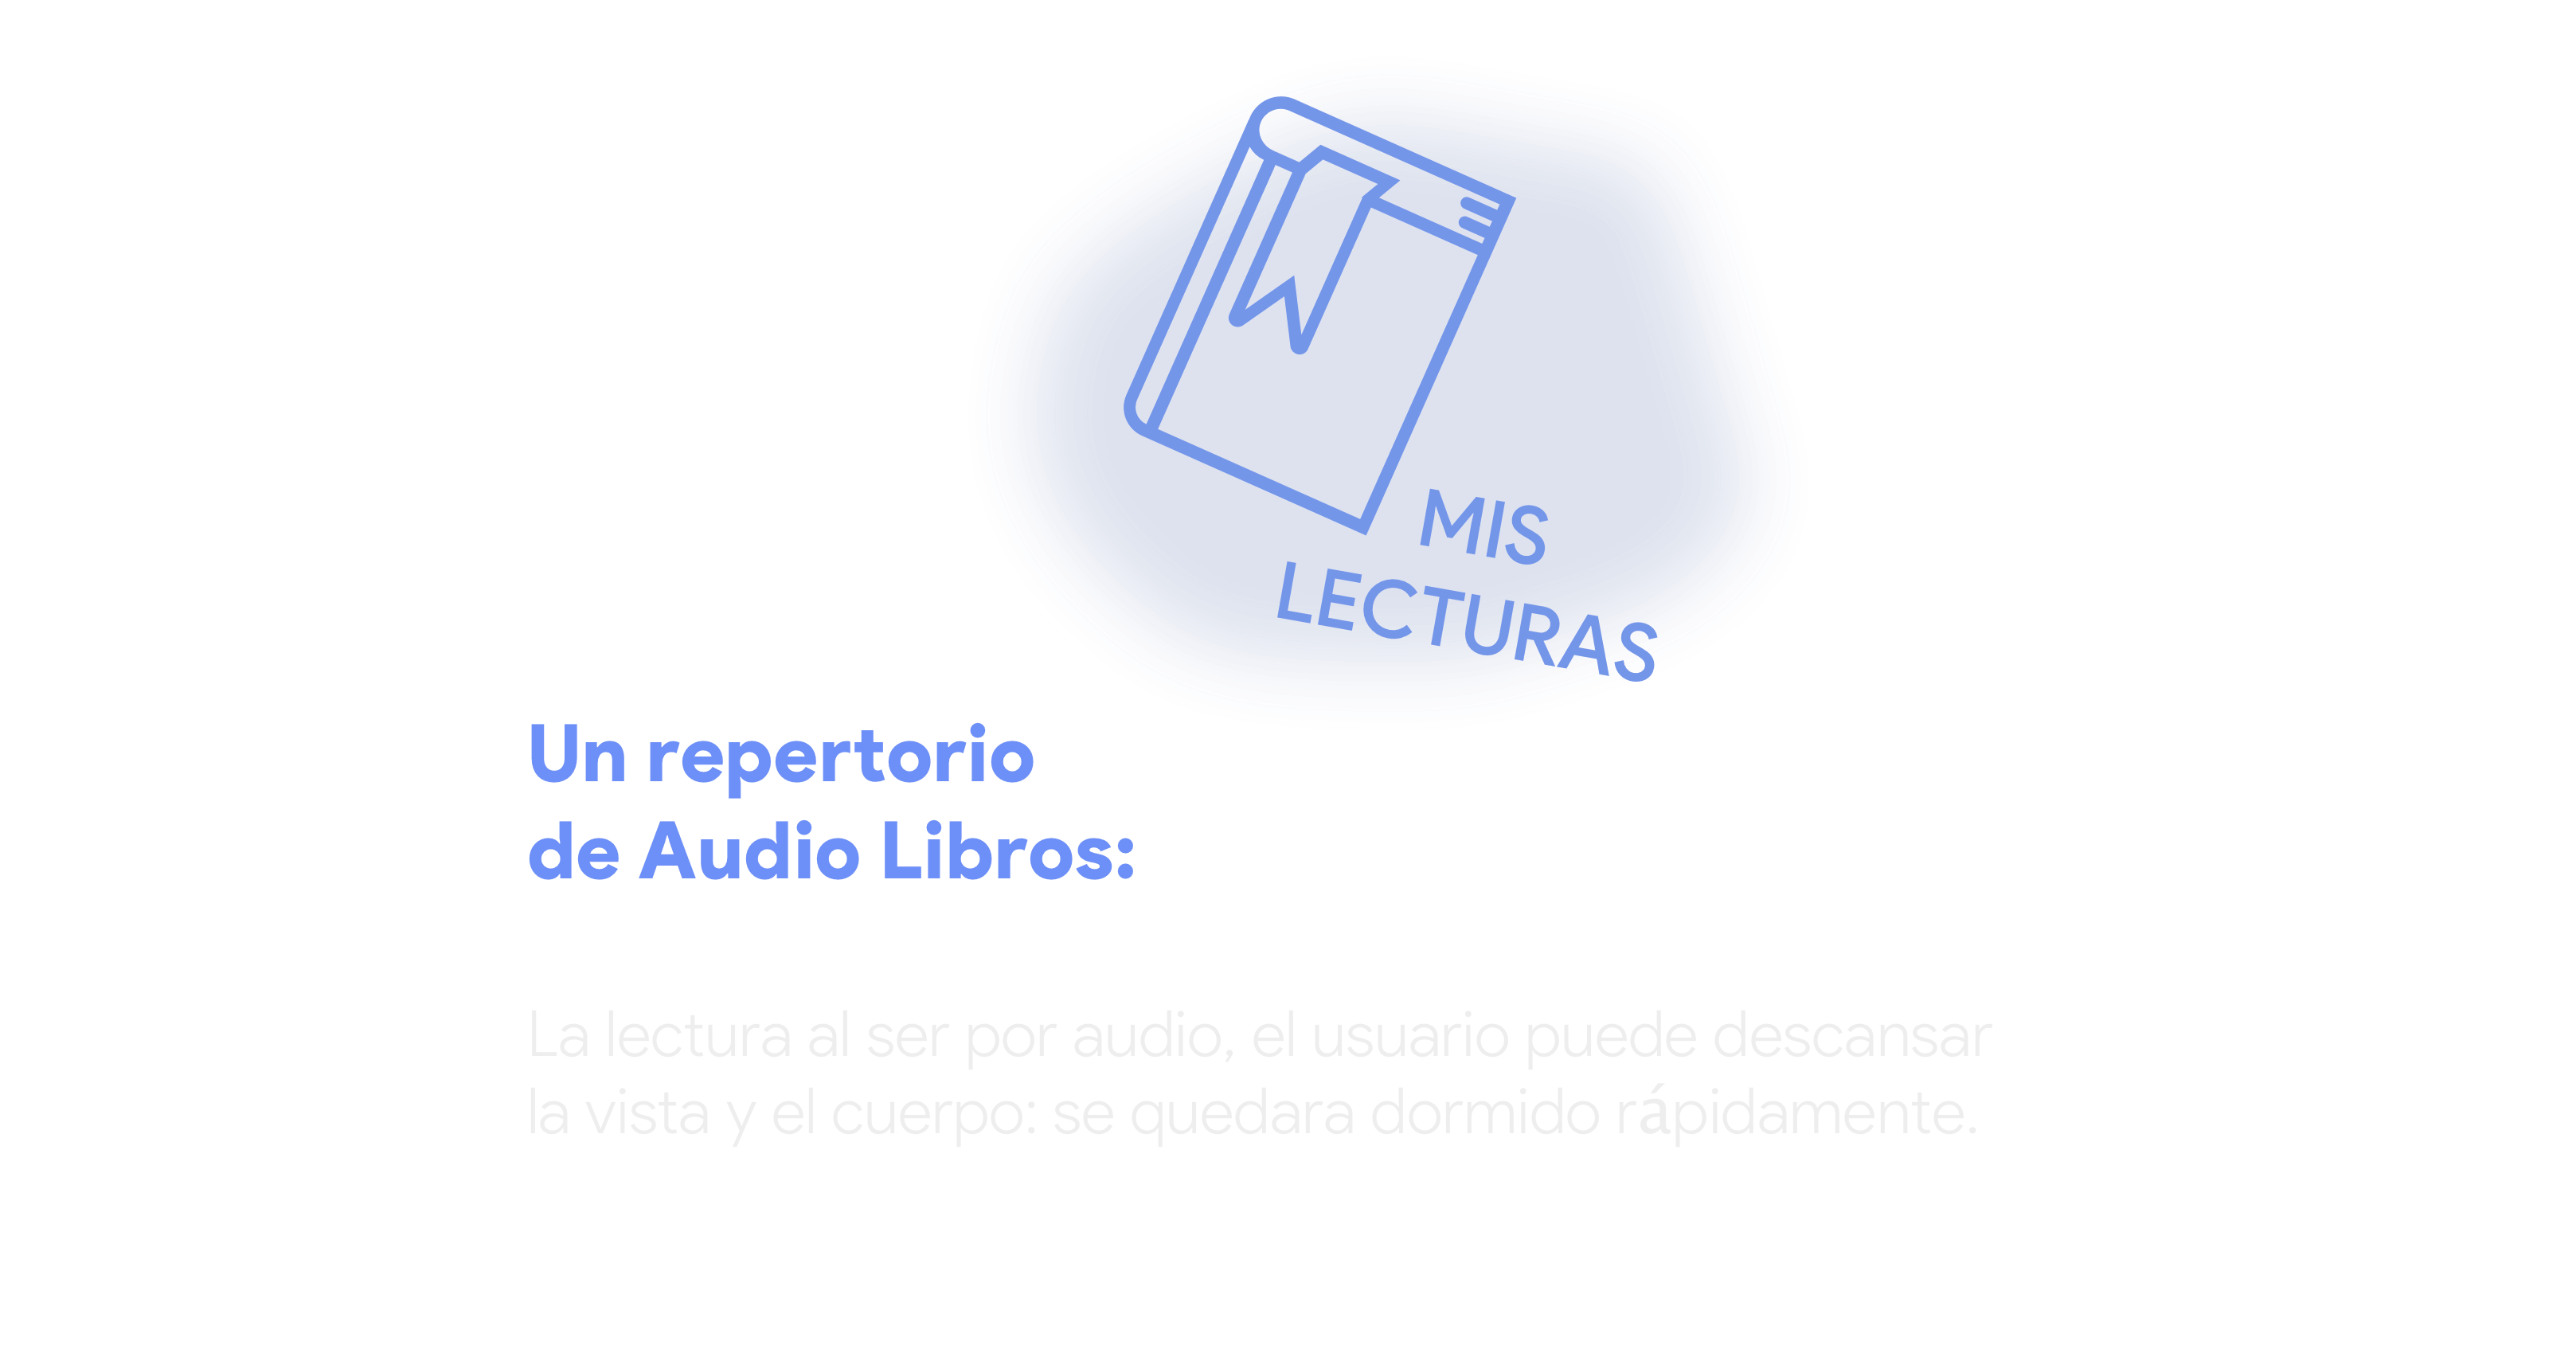 MIS
LECTURAS
Un repertorio
de Audio Libros:
La lectura al ser por audio, el usuario puede descansar
la vista y el cuerpo: se quedara dormido rápidamente.